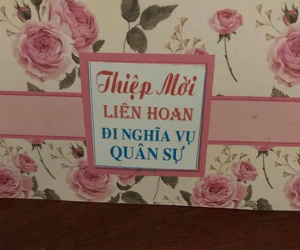 Thiệp Mời
LIÊN HOAN
ĐI NGHĨA VỤ
QUÂN SỰ